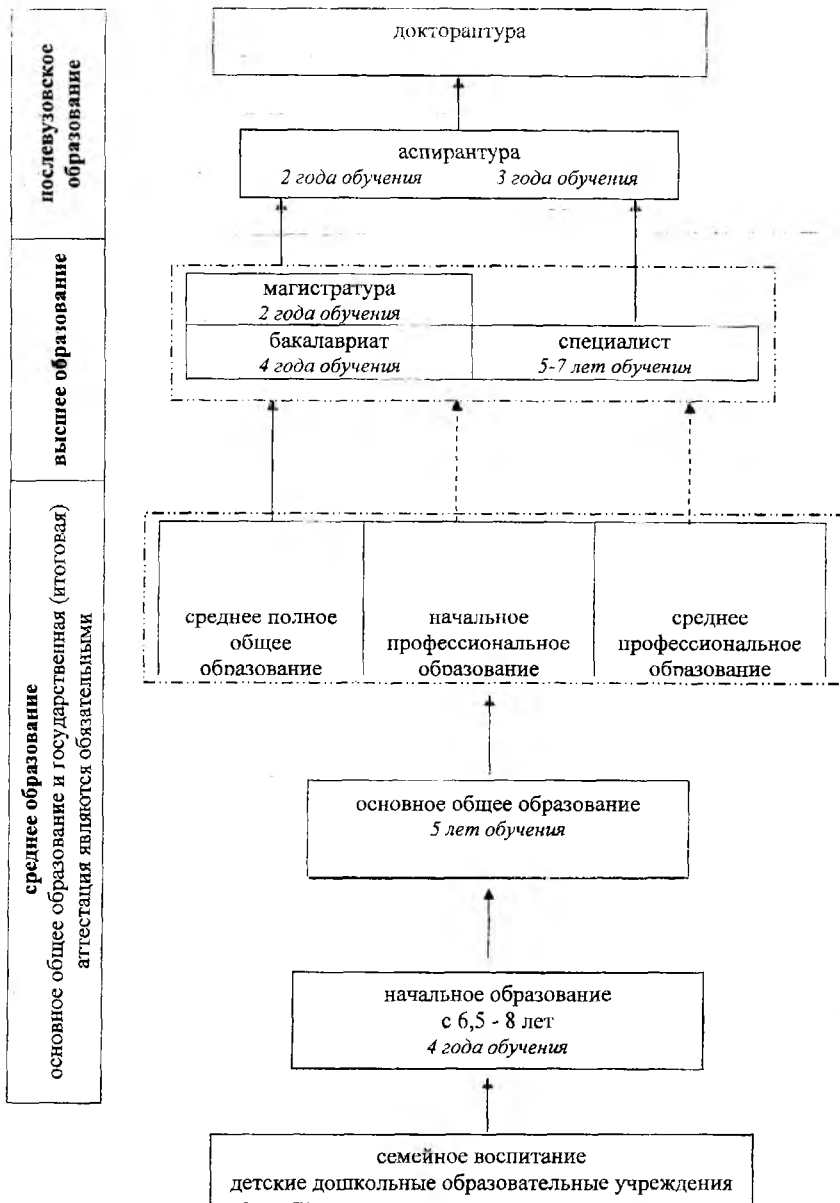 докторантура
послевузовское
образование
аспирантура
2 года обучения 3 года обучения
высшее образование
магистратура
2 года обучения
бакалавриат
4 года обучения
специалист
5-7 лет обучения
среднее образование
основное общее образование и государственная (итоговая)
аттестация являются обязательными
среднее полное
общее
образование
начальное
профессиональное
образование
среднее
профессиональное
образование
основное общее образование
5 лет обучения
начальное образование
с 6,5 - 8 лет
4 года обучения
семейное воспитание
детские дошкольные образовательные учреждения